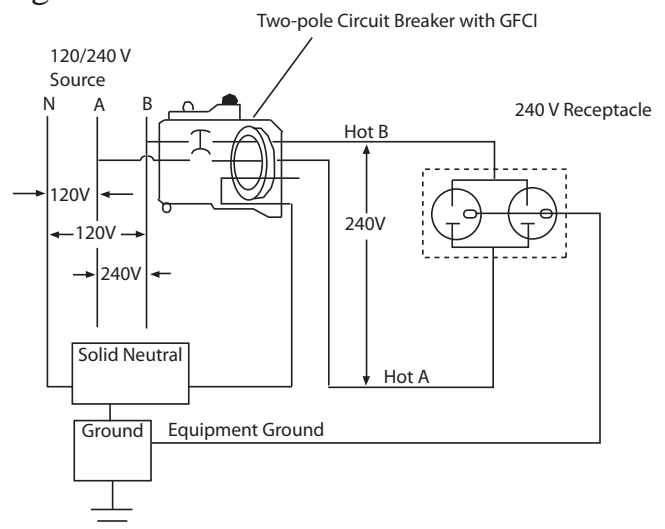 Two-pole Circuit Breaker with GFCI
120/240 V
Source
N A B
240 V Receptacle
Hot B
120V
120V
240V
240V
Hot A
Solid Neutral
Ground
Equipment Ground